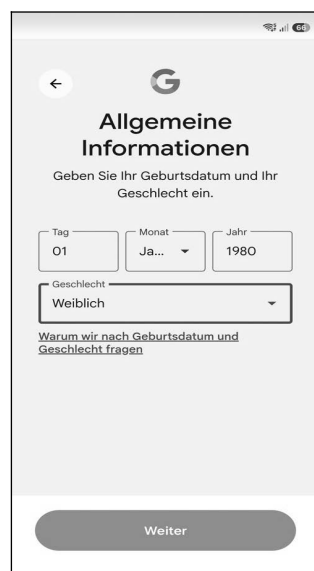 66
G
Allgemeine
Informationen
Geben Sie Ihr Geburtsdatum und Ihr
Geschlecht ein.
Tag Monat Jahr
01 Ja... 1980
Geschlecht
Weiblich
Warum wir nach Geburtsdatum und
Geschlecht fragen
Weiter